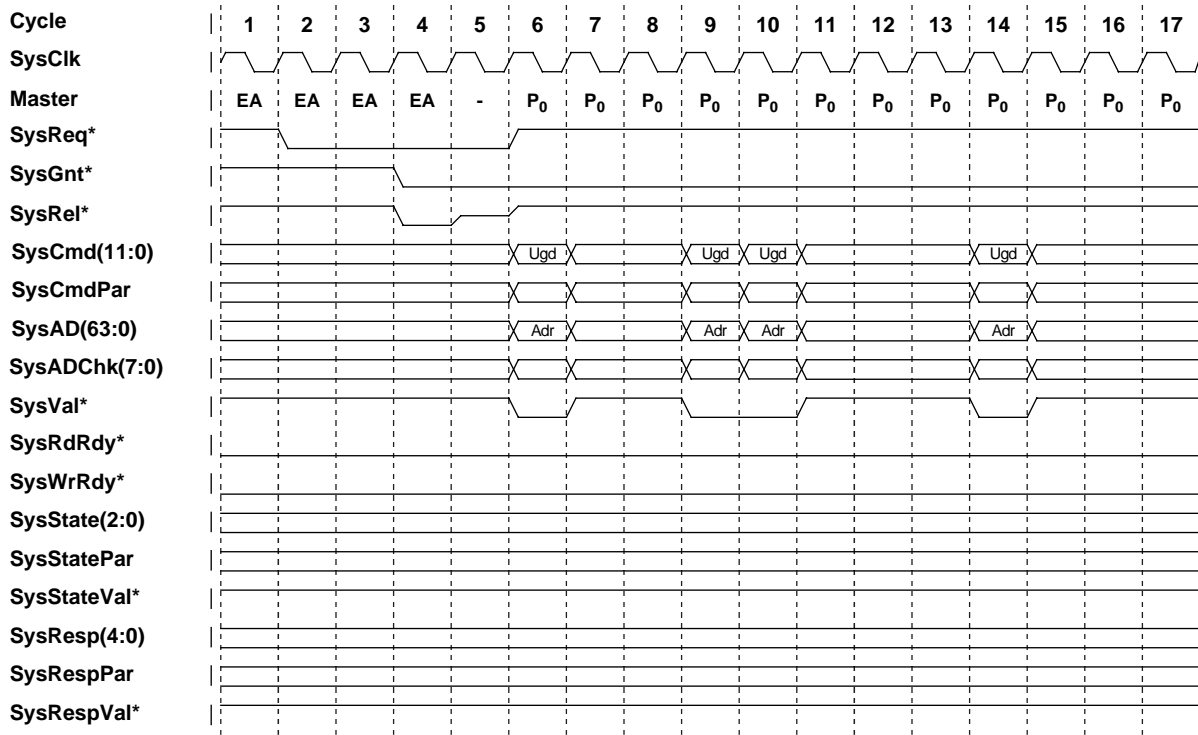 Cycle | 1 2 3 4 5 6 7 8 9 10 11 12 13 14 15 16 17
SysClk |
Master | EA EA EA EA - P0 P0 P0 P0 P0 P0 P0 P0 P0 P0 P0 P0
SysReq* |
SysGnt* |
SysRel* |
SysCmd(11:0) | Ugd Ugd Ugd Ugd
SysCmdPar |
SysAD(63:0) | Adr Adr Adr Adr
SysADChk(7:0) |
SysVal* |
SysRdRdy* |
SysWrRdy* |
SysState(2:0) |
SysStatePar |
SysStateVal* |
SysResp(4:0) |
SysRespPar |
SysRespVal* |